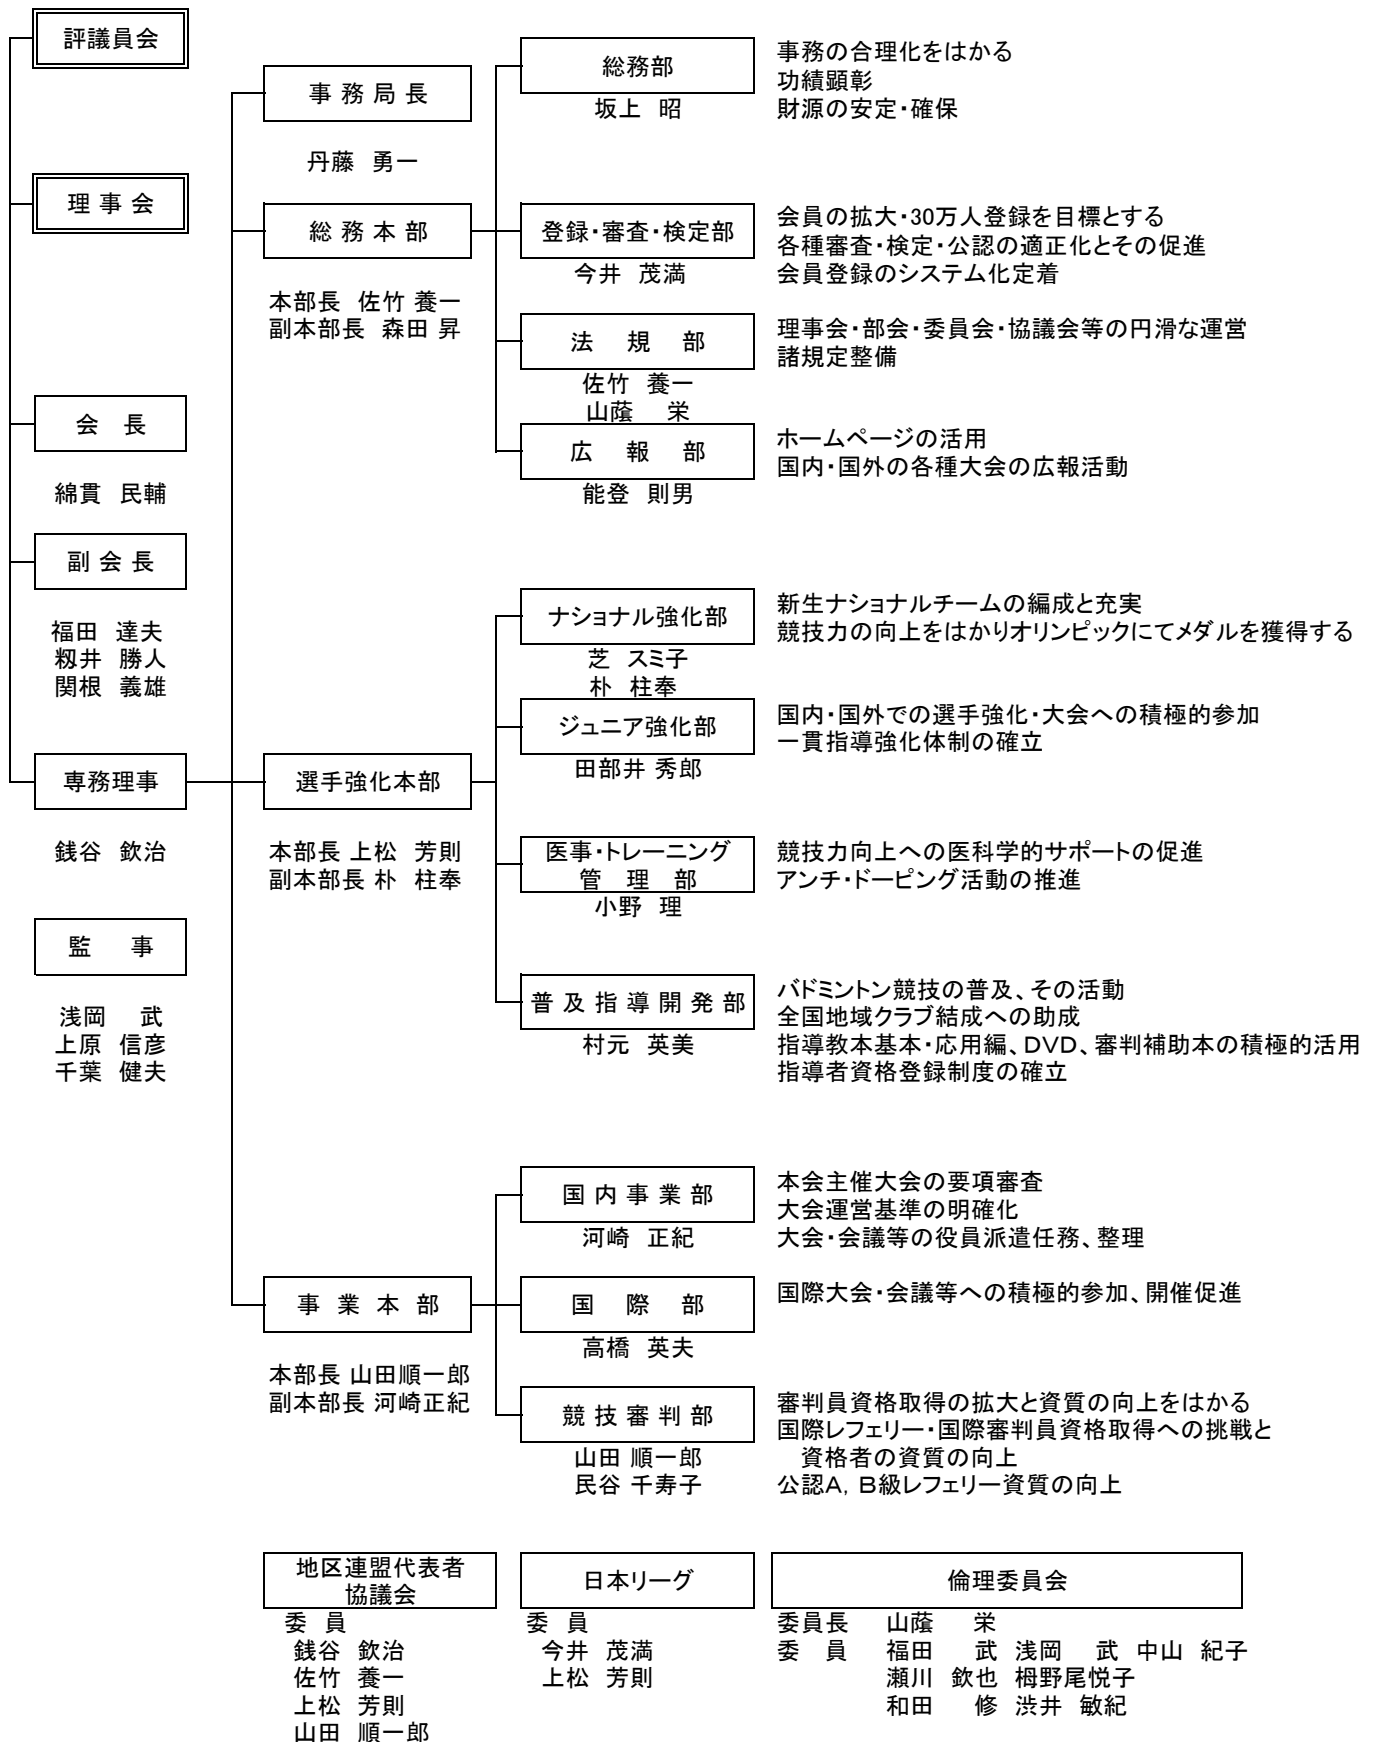 評議員会
理 事 会
会　長
綿貫　民輔
副 会 長
福田　達夫
籾井　勝人
関根　義雄
専務理事
銭谷　欽治
監　事
浅岡　武
上原　信彦
千葉　健夫
事 務 局 長
丹藤　勇一
総 務 本 部
本部長　佐竹 養一
副本部長　森田 昇
総務部
坂上　昭
事務の合理化をはかる
功績顕彰
財源の安定・確保
登録・審査・検定部
今井　茂満
会員の拡大・30万人登録を目標とする
各種審査・検定・公認の適正化とその促進
会員登録のシステム化定着
法　規　部
佐竹　養一
山蔭　栄
理事会・部会・委員会・協議会等の円滑な運営
諸規定整備
広　報　部
能登　則男
ホームページの活用
国内・国外の各種大会の広報活動
選手強化本部
本部長 上松　芳則
副本部長 朴　柱奉
ナショナル強化部
芝　スミ子
朴　柱奉
新生ナショナルチームの編成と充実
競技力の向上をはかりオリンピックにてメダルを獲得する
ジュニア強化部
田部井 秀郎
国内・国外での選手強化・大会への積極的参加
一貫指導強化体制の確立
医事・トレーニング
管　理　部
小野　理
競技力向上への医科学的サポートの促進
アンチ・ドーピング活動の推進
普 及 指 導 開 発 部
村元　英美
バドミントン競技の普及、その活動
全国地域クラブ結成への助成
指導教本基本・応用編、DVD、審判補助本の積極的活用
指導者資格登録制度の確立
事 業 本 部
本部長 山田順一郎
副本部長 河崎正紀
国 内 事 業 部
河崎　正紀
本会主催大会の要項審査
大会運営基準の明確化
大会・会議等の役員派遣任務、整理
国　際　部
高橋　英夫
国際大会・会議等への積極的参加、開催促進
競 技 審 判 部
山田 順一郎
民谷 千寿子
審判員資格取得の拡大と資質の向上をはかる
国際レフェリー・国際審判員資格取得への挑戦と
資格者の資質の向上
公認A, B級レフェリー資質の向上
地区連盟代表者
協議会
委　員
銭谷　欽治
佐竹　養一
上松　芳則
山田　順一郎
日本リーグ
委　員
今井　茂満
上松　芳則
倫理委員会
委員長　山蔭　栄
委　員　福田　武　浅岡　武　中山　紀子
瀬川　欽也　栂野尾悦子
和田　修　渋井　敏紀